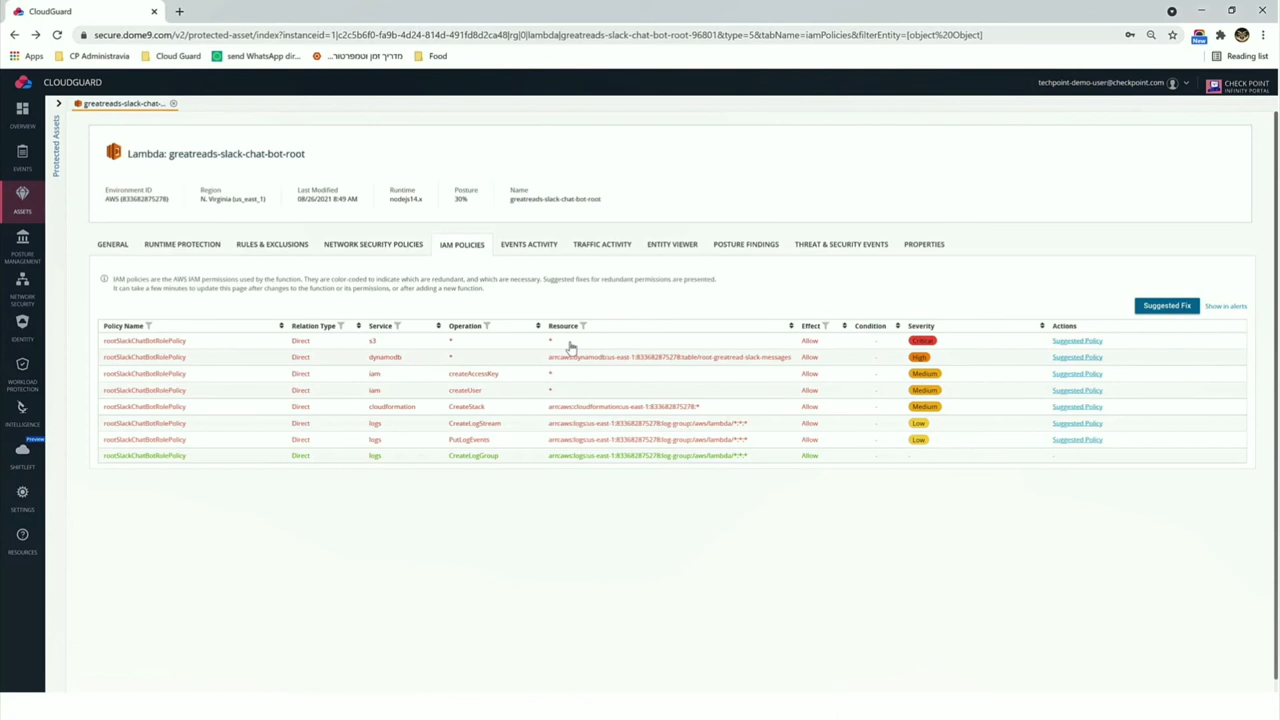 CloudGuard
secure.dome9.com/v2/protected-asset/index?instanceid=1|c2c5b6f0-fa9b-4d24-814d-491fd8d2ca48|rg|0|lambda|greatreads-slack-chat-bot-root-96801&type=5&tabName=iamPolicies&filterEntity=[object%20Object]
New
Apps CP Administravia Cloud Guard send WhatsApp dir... מדריך זמן וטמפרטור... Food Reading list
CLOUDGUARD techpoint-demo-user@checkpoint.com CHECK POINT
INFINITY PORTAL
greatreads-slack-chat-...
Protected Assets
OVERVIEW
EVENTS
ASSETS
POSTURE
MANAGEMENT
NETWORK
SECURITY
IDENTITY
WORKLOAD
PROTECTION
INTELLIGENCE
Preview
SHIFTLEFT
SETTINGS
RESOURCES
Lambda: greatreads-slack-chat-bot-root
Environment ID Region Last Modified Runtime Posture Name
AWS (833682875278) N. Virginia (us_east_1) 08/26/2021 8:49 AM nodejs14.x 30% greatreads-slack-chat-bot-root
GENERAL RUNTIME PROTECTION RULES & EXCLUSIONS NETWORK SECURITY POLICIES IAM POLICIES EVENTS ACTIVITY TRAFFIC ACTIVITY ENTITY VIEWER POSTURE FINDINGS THREAT & SECURITY EVENTS PROPERTIES
IAM policies are the AWS IAM permissions used by the function. They are color-coded to indicate which are redundant, and which are necessary. Suggested fixes for redundant permissions are presented.
It can take a few minutes to update this page after changes to the function or its permissions, or after adding a new function.
Suggested Fix Show in alerts
Policy Name Relation Type Service Operation Resource Effect Condition Severity Actions
rootSlackChatBotRolePolicy Direct s3 * * Allow - Critical Suggested Policy
rootSlackChatBotRolePolicy Direct dynamodb * arn:aws:dynamodb:us-east-1:833682875278:table/root-greatread-slack-messages Allow - High Suggested Policy
rootSlackChatBotRolePolicy Direct iam createAccessKey * Allow - Medium Suggested Policy
rootSlackChatBotRolePolicy Direct iam createUser * Allow - Medium Suggested Policy
rootSlackChatBotRolePolicy Direct cloudformation CreateStack arn:aws:cloudformation:us-east-1:833682875278:* Allow - Medium Suggested Policy
rootSlackChatBotRolePolicy Direct logs CreateLogStream arn:aws:logs:us-east-1:833682875278:log-group:/aws/lambda/*:*:* Allow - Low Suggested Policy
rootSlackChatBotRolePolicy Direct logs PutLogEvents arn:aws:logs:us-east-1:833682875278:log-group:/aws/lambda/*:*:* Allow - Low Suggested Policy
rootSlackChatBotRolePolicy Direct logs CreateLogGroup arn:aws:logs:us-east-1:833682875278:log-group:/aws/lambda/*:*:* Allow - - -